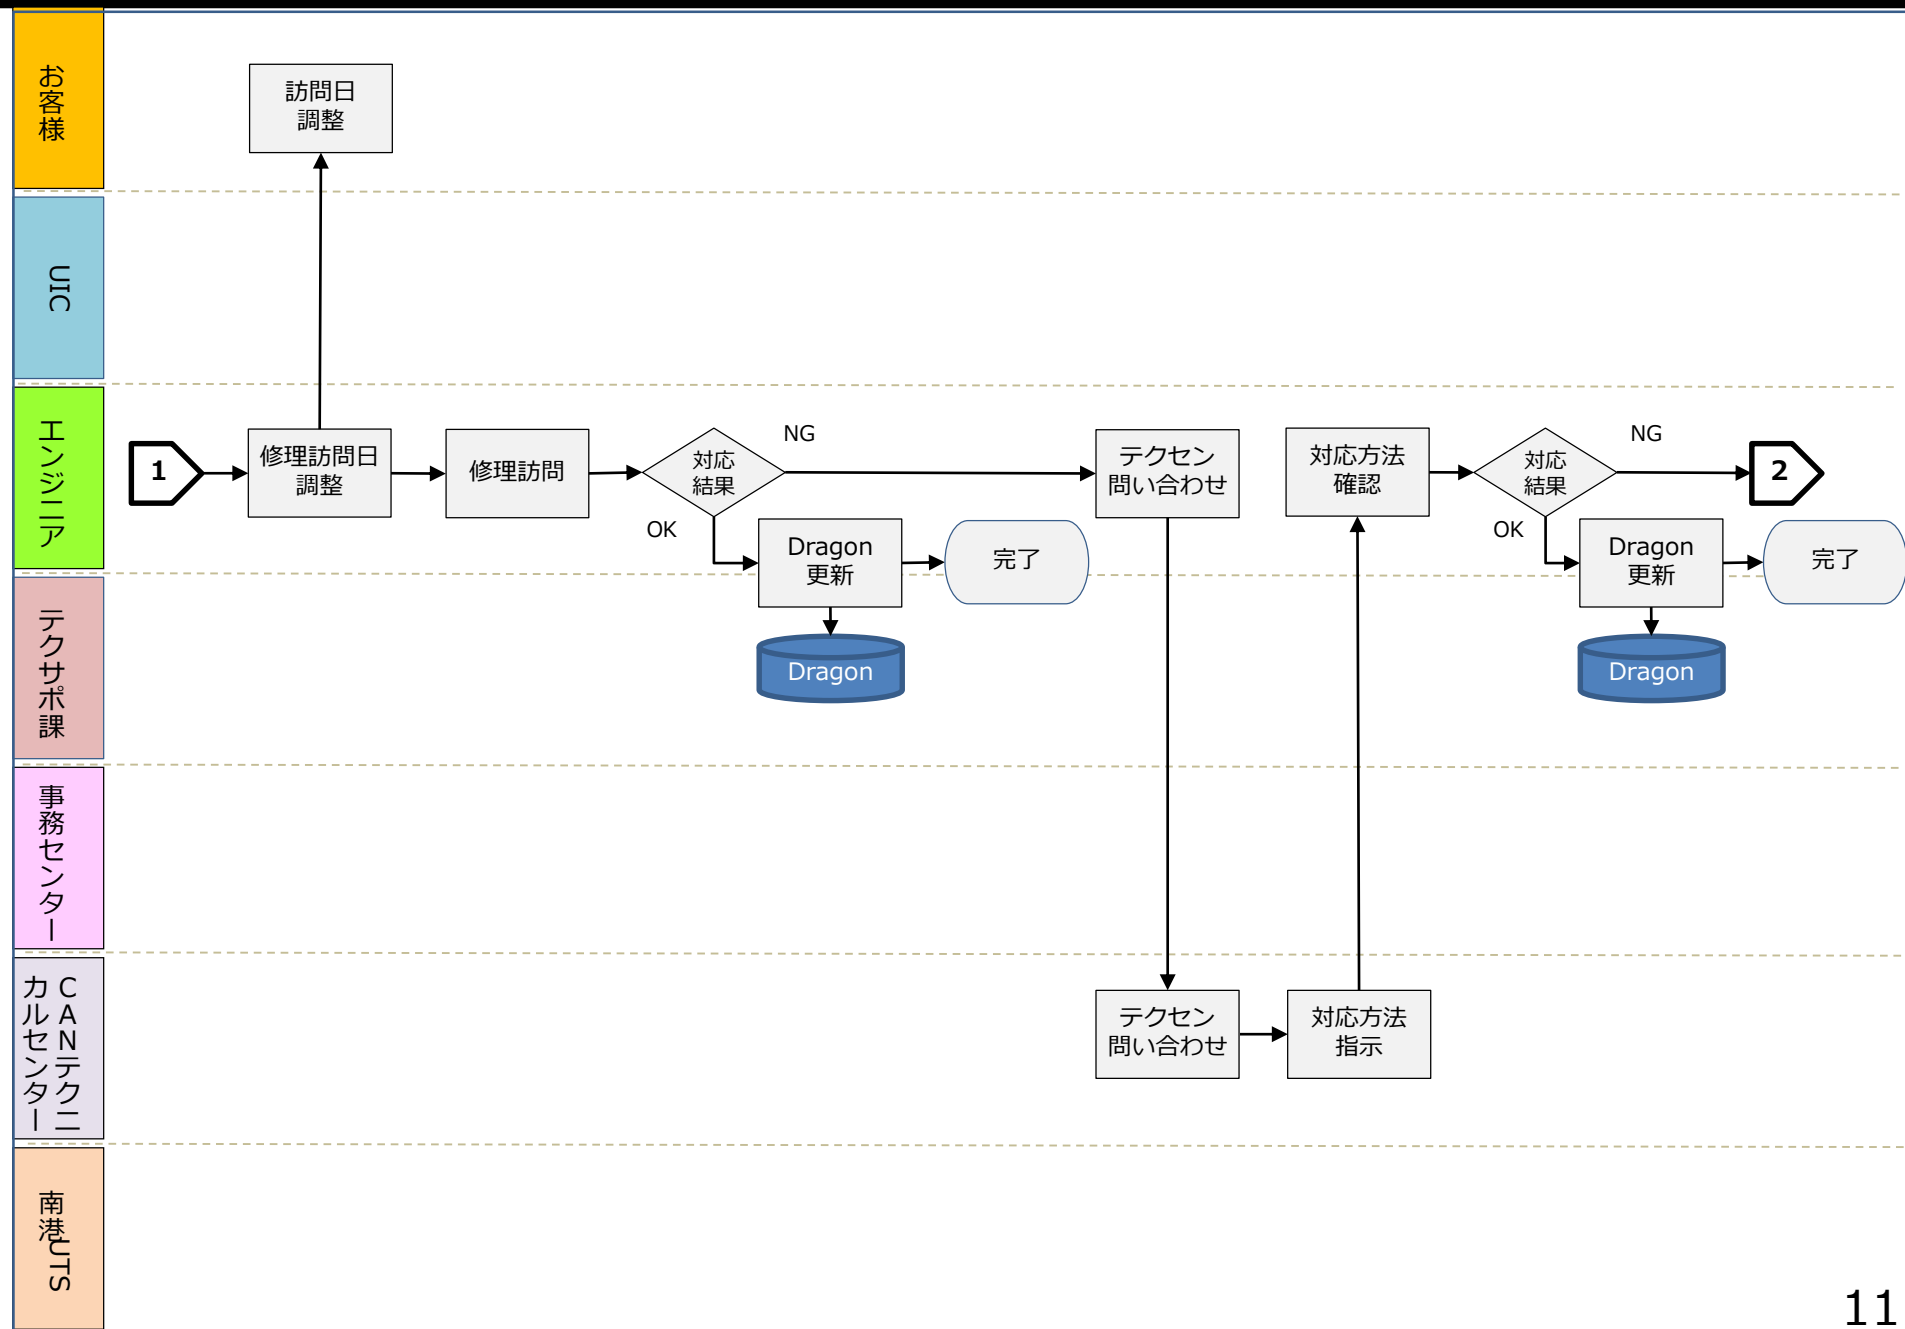 お客様
訪問日
調整
UIC
エンジニア
1
修理訪問日
調整
修理訪問
対応
結果
NG
OK
Dragon
更新
完了
テクセン
問い合わせ
対応方法
確認
対応
結果
NG
2
OK
Dragon
更新
完了
テクサポ課
Dragon
Dragon
事務センター
CANテクニ
カルセンター
テクセン
問い合わせ
対応方法
指示
南港UTS
11